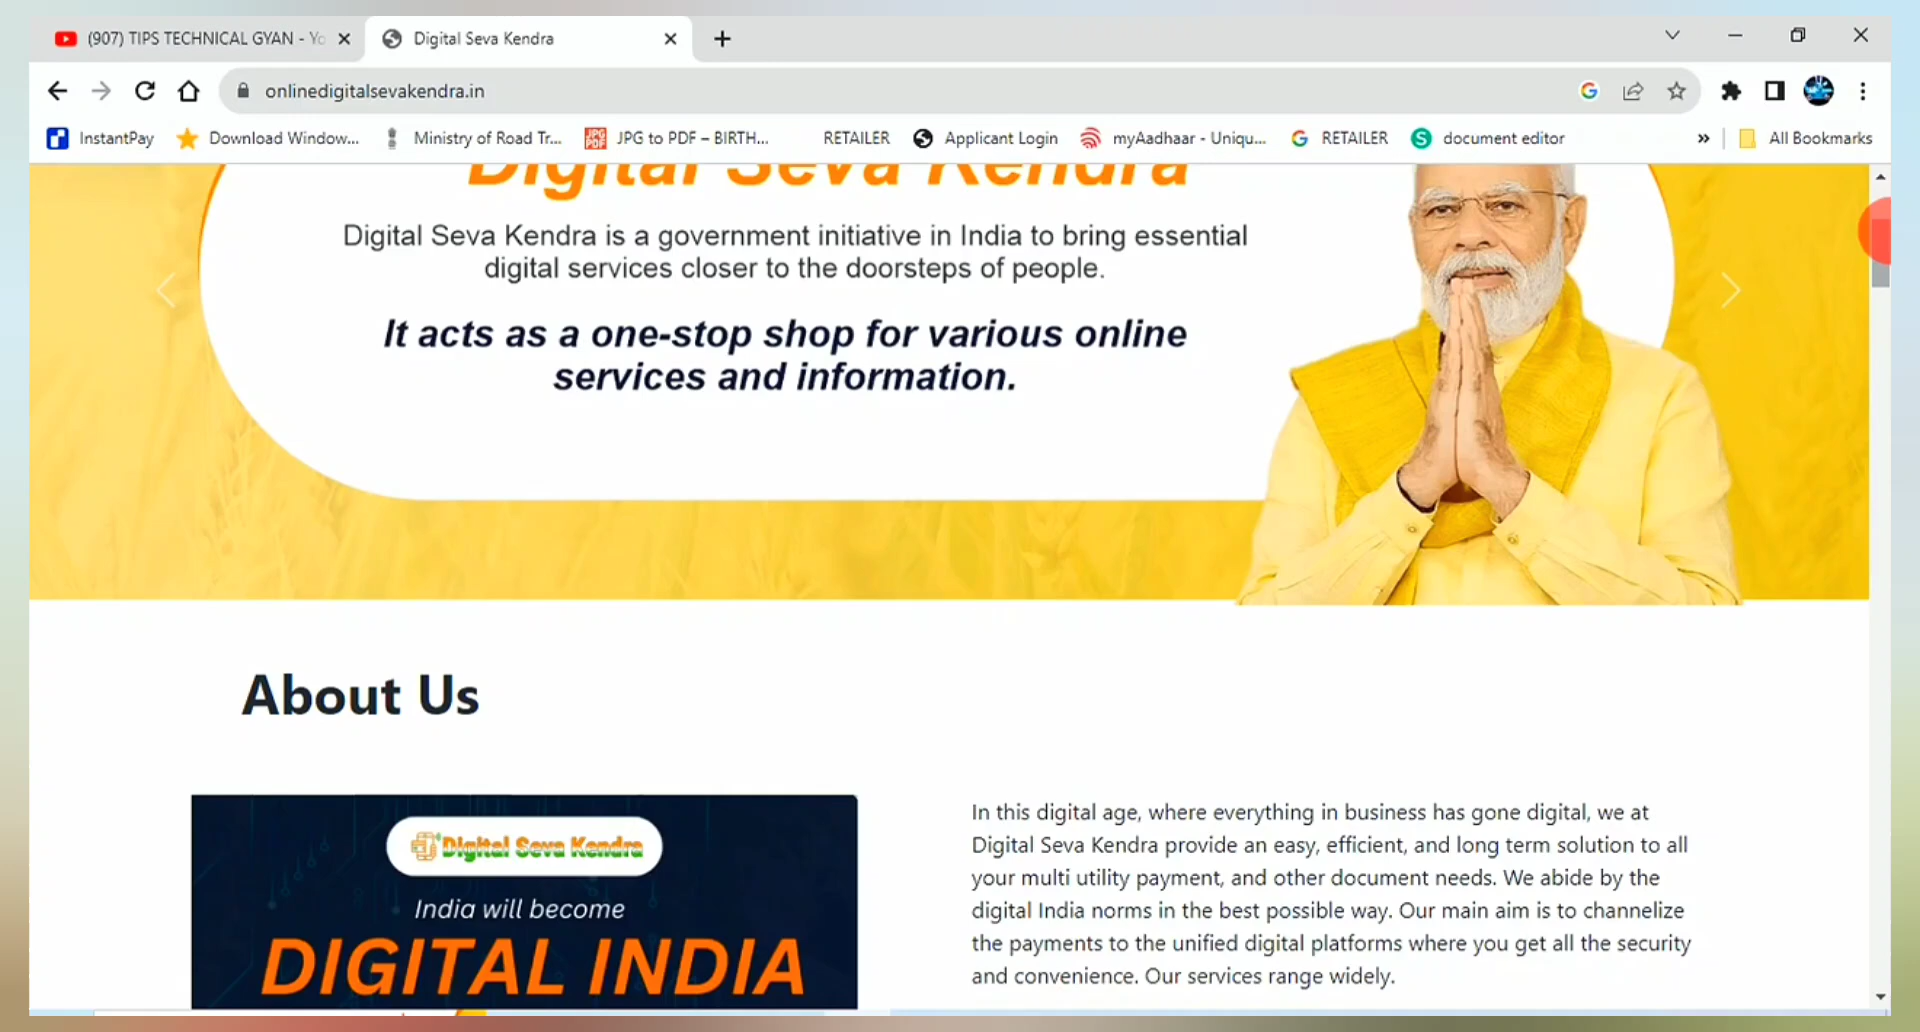 (907) TIPS TECHNICAL GYAN - Yo
Digital Seva Kendra
onlinedigitalsevakendra.in
InstantPay
Download Window...
Ministry of Road Tr...
JPG to PDF – BIRTH...
RETAILER
Applicant Login
myAadhaar - Uniqu...
RETAILER
document editor
All Bookmarks
Digital Seva Kendra
Digital Seva Kendra is a government initiative in India to bring essential
digital services closer to the doorsteps of people.
It acts as a one-stop shop for various online
services and information.
About Us
Digital Seva Kendra
India will become
DIGITAL INDIA
In this digital age, where everything in business has gone digital, we at
Digital Seva Kendra provide an easy, efficient, and long term solution to all
your multi utility payment, and other document needs. We abide by the
digital India norms in the best possible way. Our main aim is to channelize
the payments to the unified digital platforms where you get all the security
and convenience. Our services range widely.